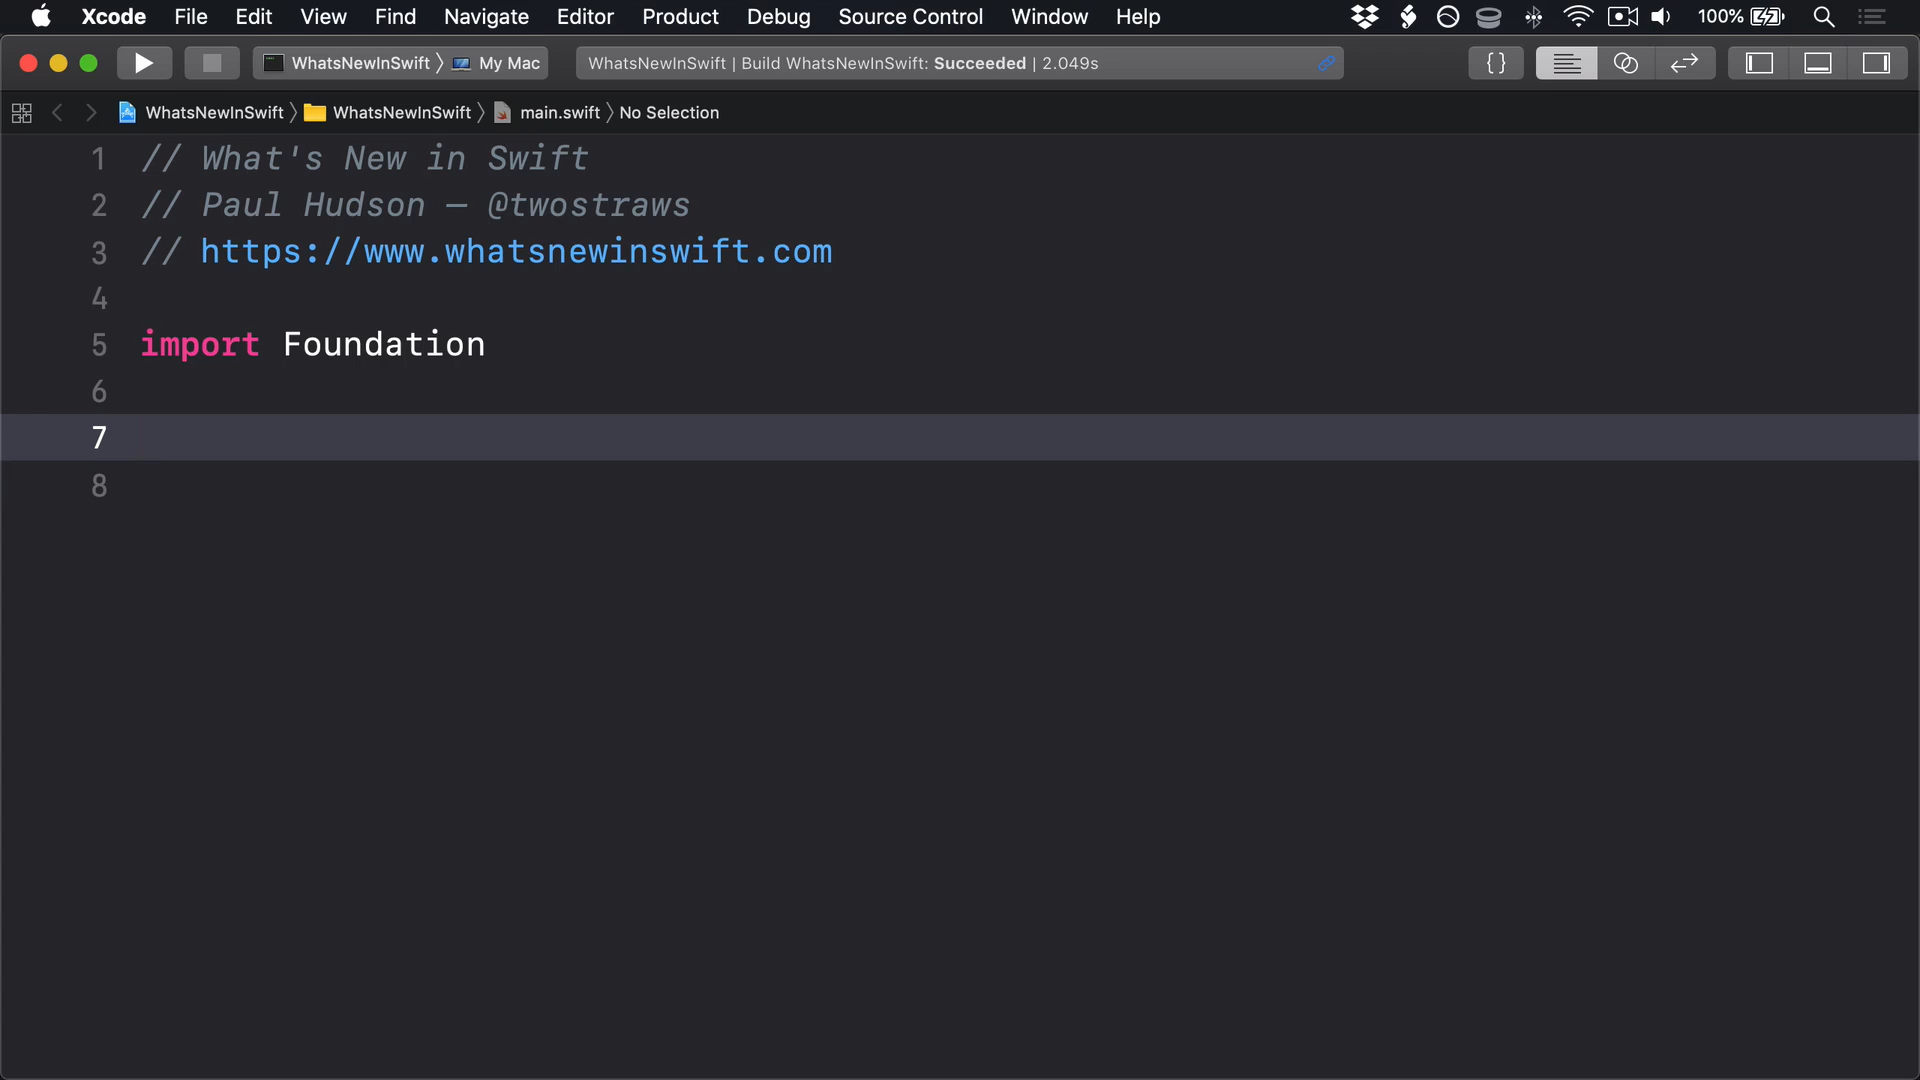 Xcode File Edit View Find Navigate Editor Product Debug Source Control Window Help 100%
WhatsNewInSwift 〉 My Mac WhatsNewInSwift | Build WhatsNewInSwift: Succeeded | 2.049s {}
WhatsNewInSwift 〉 WhatsNewInSwift 〉 main.swift 〉 No Selection
1 // What's New in Swift
2 // Paul Hudson – @twostraws
3 // https://www.whatsnewinswift.com
4
5 import Foundation
6
7
8